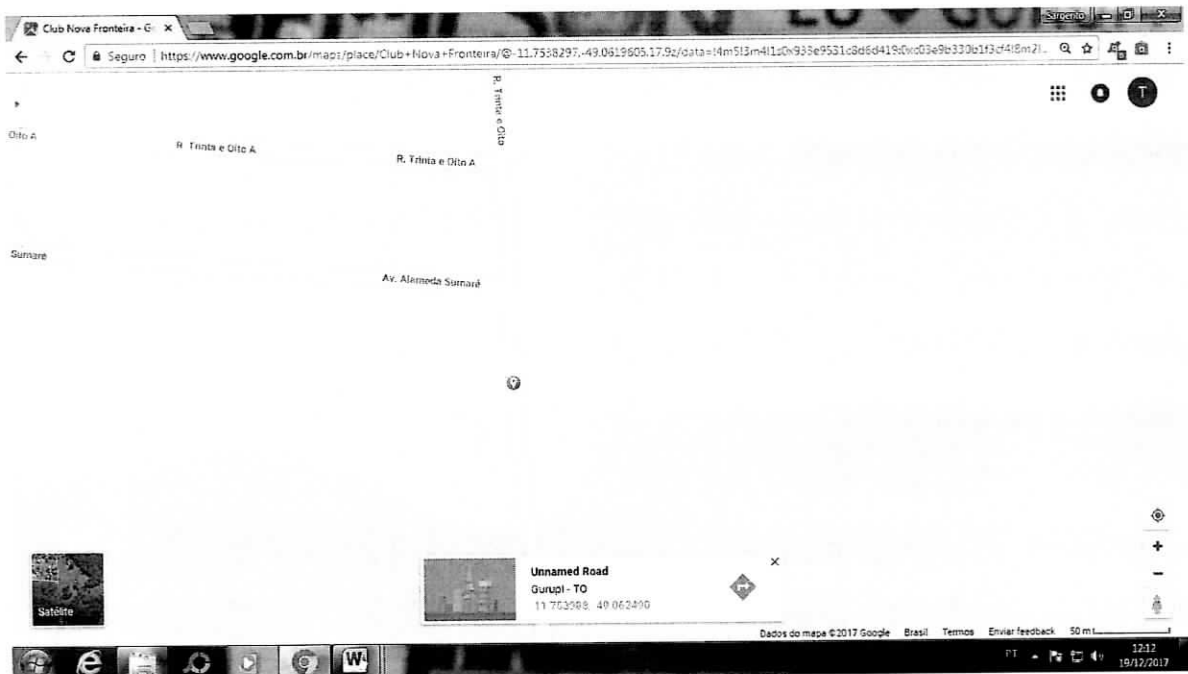 Club Nova Fronteira - G
Sargento
Seguro | https://www.google.com.br/maps/place/Club+Nova+Fronteira/@-11.7538297,-49.0619605,17.9z/data=
R. Trinta e Oito
T
Oito A
R. Trinta e Oito A
R. Trinta e Oito A
Sumaré
Av. Alameda Sumaré
Satélite
Unnamed Road
Gurupi - TO
Dados do mapa ©2017 Google Brasil Termos Enviar feedback 50 m
PT
12:12
19/12/2017